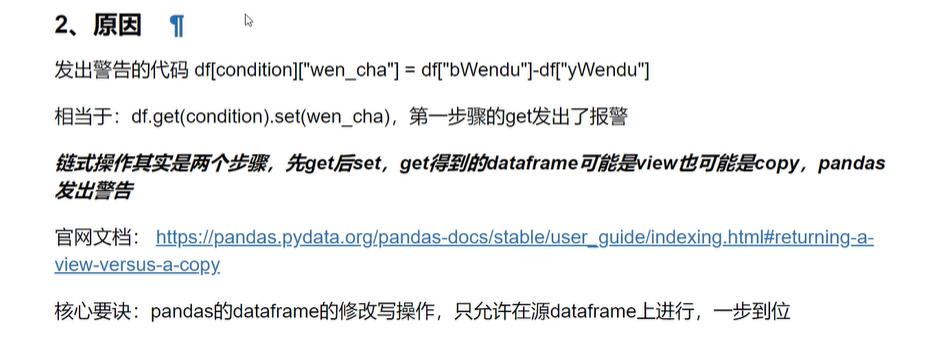 2、原因 ¶
发出警告的代码 df[condition]["wen_cha"] = df["bWendu"]-df["yWendu"]
相当于：df.get(condition).set(wen_cha)，第一步骤的get发出了报警
链式操作其实是两个步骤，先get后set，get得到的dataframe可能是view也可能是copy，pandas
发出警告
官网文档： https://pandas.pydata.org/pandas-docs/stable/user_guide/indexing.html#returning-a-
view-versus-a-copy
核心要诀：pandas的dataframe的修改写操作，只允许在源dataframe上进行，一步到位